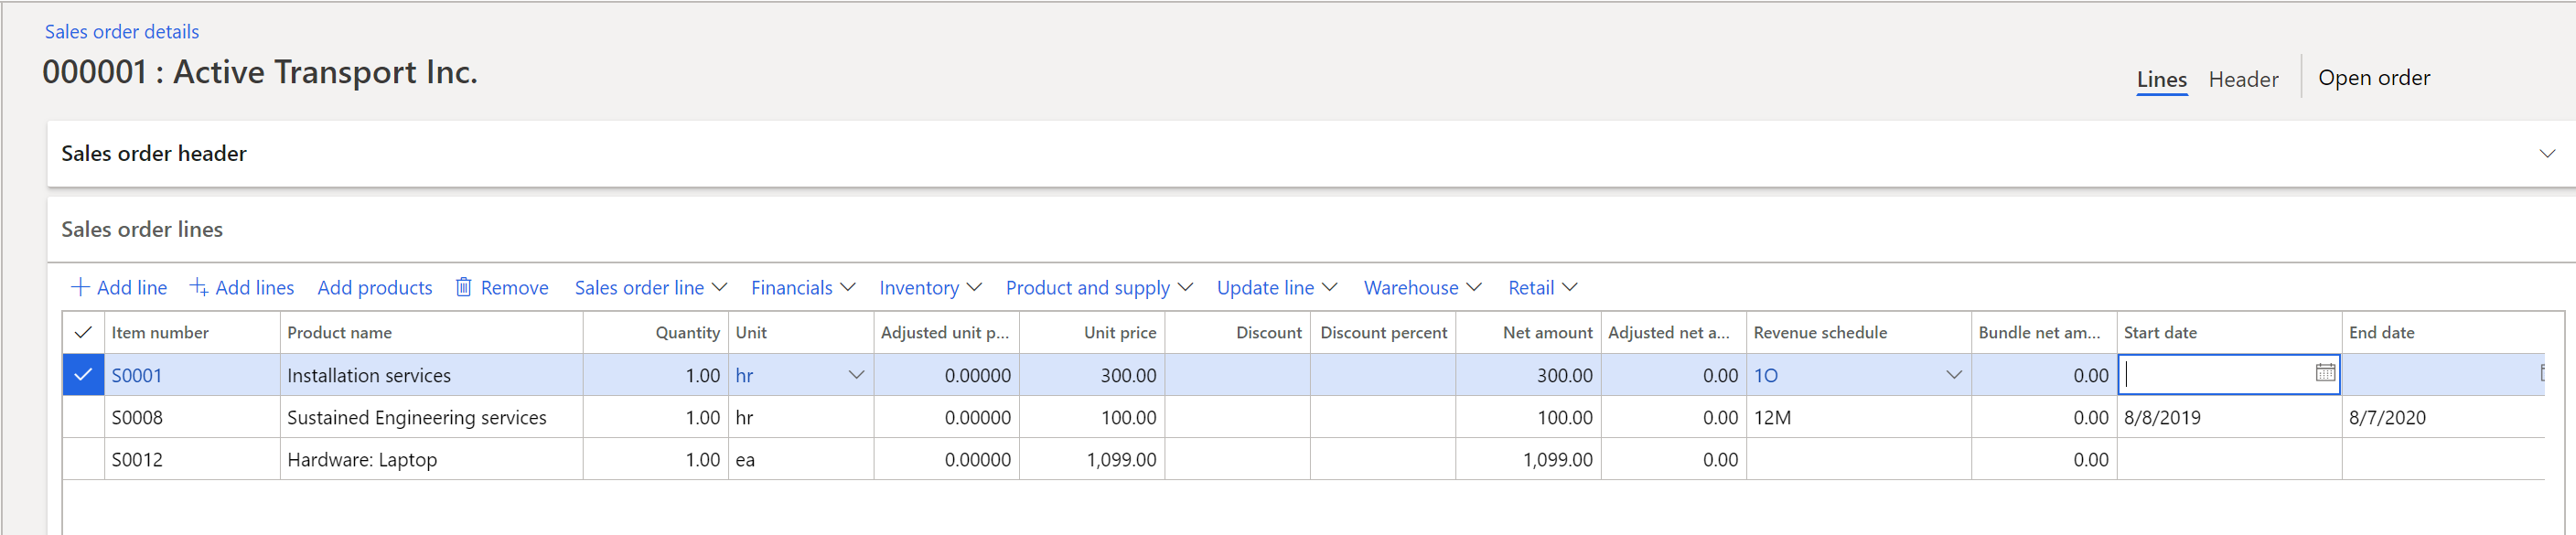 Sales order details
000001 : Active Transport Inc.
Lines Header Open order
Sales order header
Sales order lines
Add line Add lines Add products Remove Sales order line Financials Inventory Product and supply Update line Warehouse Retail
Item number Product name Quantity Unit Adjusted unit p... Unit price Discount Discount percent Net amount Adjusted net a... Revenue schedule Bundle net am... Start date End date
S0001 Installation services 1.00 hr 0.00000 300.00 300.00 0.00 1O 0.00
S0008 Sustained Engineering services 1.00 hr 0.00000 100.00 100.00 0.00 12M 0.00 8/8/2019 8/7/2020
S0012 Hardware: Laptop 1.00 ea 0.00000 1,099.00 1,099.00 0.00 0.00